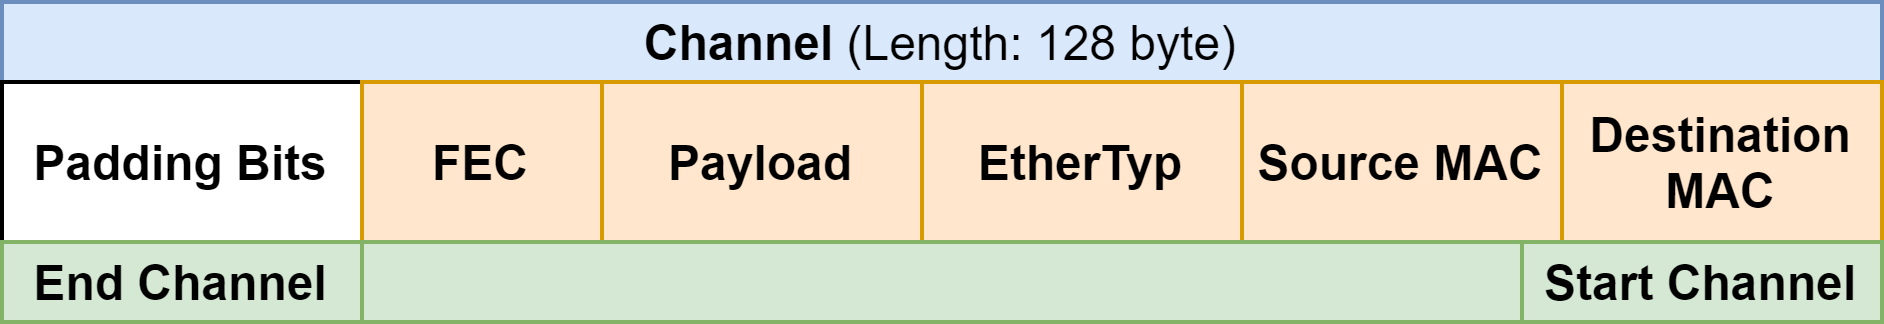 Channel (Length: 128 byte)
Padding Bits
FEC
Payload
EtherTyp
Source MAC
Destination
MAC
End Channel
Start Channel